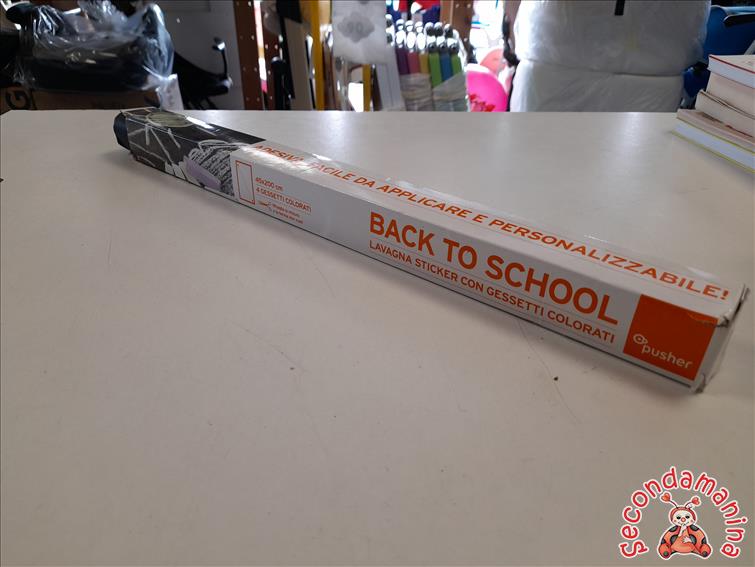 ADESIVA, FACILE DA APPLICARE E PERSONALIZZABILE!
45x200 cm
4 GESSETTI COLORATI
BACK TO SCHOOL
LAVAGNA STICKER CON GESSETTI COLORATI
pusher
secondamanina